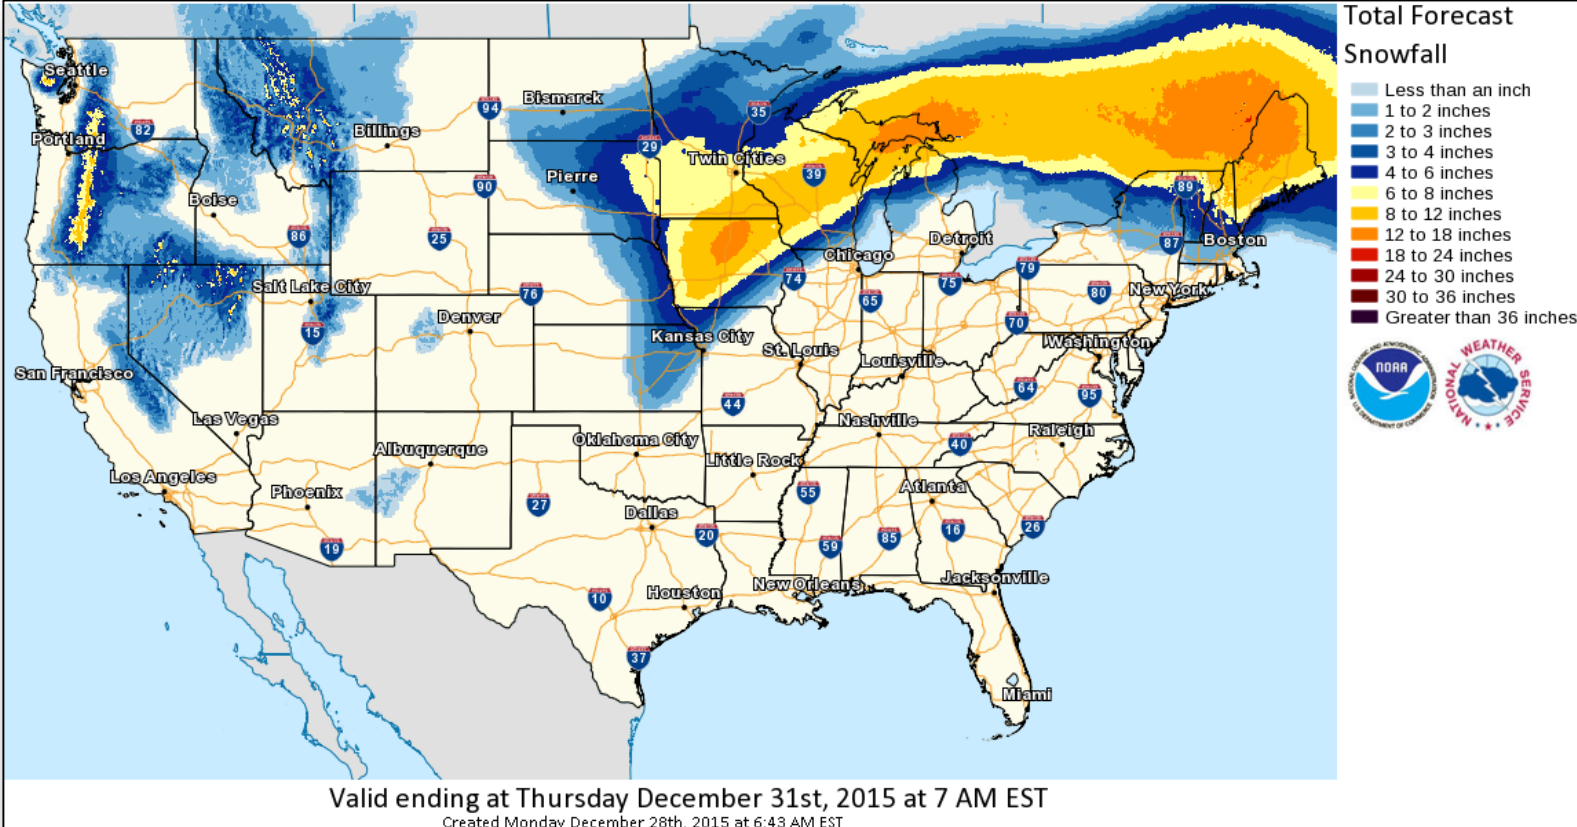 Total Forecast
Snowfall
Less than an inch
1 to 2 inches
2 to 3 inches
3 to 4 inches
4 to 6 inches
6 to 8 inches
8 to 12 inches
12 to 18 inches
18 to 24 inches
24 to 30 inches
30 to 36 inches
Greater than 36 inches
NOAA
NATIONAL OCEANIC AND ATMOSPHERIC ADMINISTRATION
U.S. DEPARTMENT OF COMMERCE
NATIONAL WEATHER SERVICE
Seattle
Portland
82
Billings
94
Bismarck
29
35
Twin Cities
39
Pierre
90
Boise
86
25
89
87
Boston
Detroit
Chicago
79
74
75
65
80
New York
Salt Lake City
76
15
Denver
Kansas City
St. Louis
70
Louisville
Washington
San Francisco
64
95
44
Las Vegas
Nashville
Raleigh
40
Albuquerque
Oklahoma City
Little Rock
Los Angeles
Phoenix
27
55
Atlanta
Dallas
20
59
85
16
26
19
10
Houston
New Orleans
Jacksonville
37
Miami
Valid ending at Thursday December 31st, 2015 at 7 AM EST
Created Monday December 28th, 2015 at 6:43 AM EST